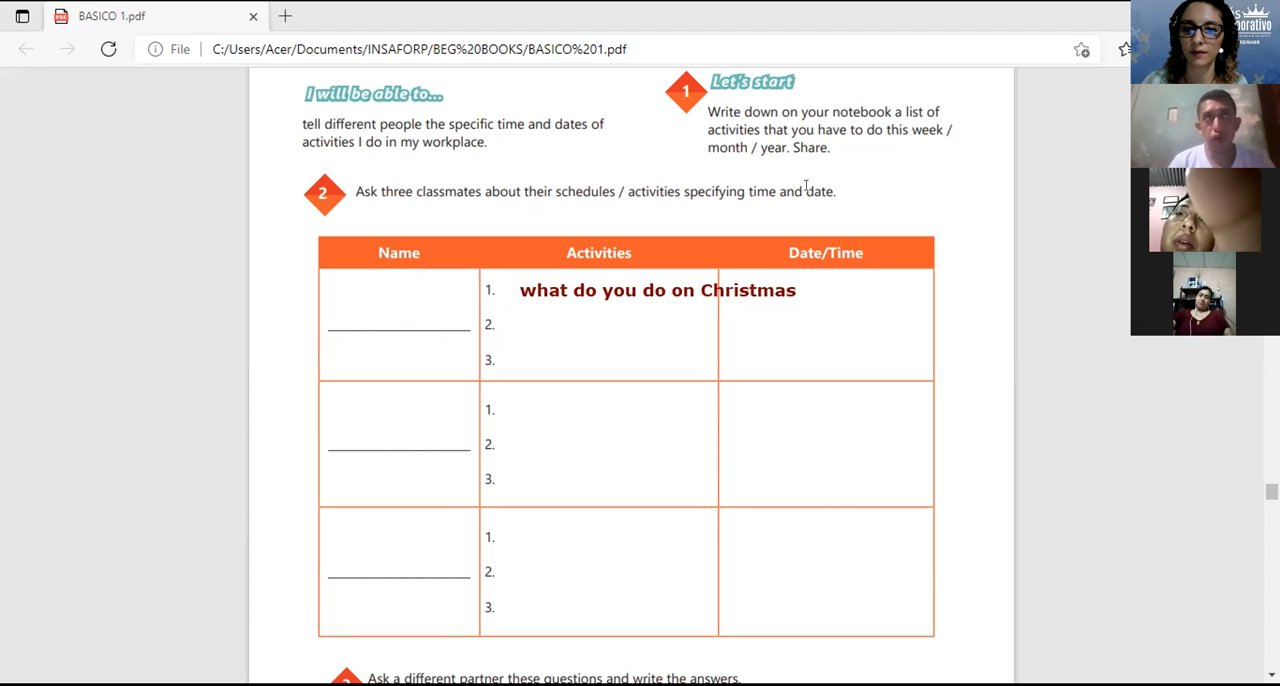 BASICO 1.pdf
File C:/Users/Acer/Documents/INSAFORP/BEG%20BOOKS/BASICO%201.pdf
I will be able to...
tell different people the specific time and dates of
activities I do in my workplace.
1 Let's start
Write down on your notebook a list of
activities that you have to do this week /
month / year. Share.
2 Ask three classmates about their schedules / activities specifying time and date.
Name Activities Date/Time
1. what do you do on Christmas
2.
3.
1.
2.
3.
1.
2.
3.
Ask a different partner these questions and write the answers.